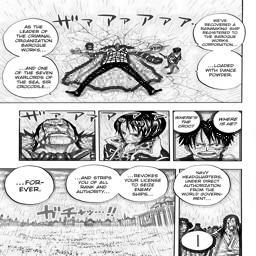 WE'VE
RECOVERED A
RAINMAKING SHIP
REGISTERED TO
THE BAROQUE
WORKS
CORPORATION...
...LOADED
WITH DANCE
POWDER.
AS THE
LEADER OF
THE CRIMINAL
ORGANIZATION
BAROQUE
WORKS...
...AND ONE
OF THE SEVEN
WARLORDS OF
THE SEA, SIR
CROCODILE...
WHERE
IS HE?
WHERE'S
THE
CROC?
NAVY
HEADQUARTERS,
UNDER DIRECT
AUTHORIZATION
FROM THE
WORLD
GOVERN-
MENT...
!
...REVOKES
YOUR LICENSE
TO SEIZE
ENEMY
SHIPS...
...AND STRIPS
YOU OF ALL
RANK AND
AUTHORITY...
...FOR-
EVER.